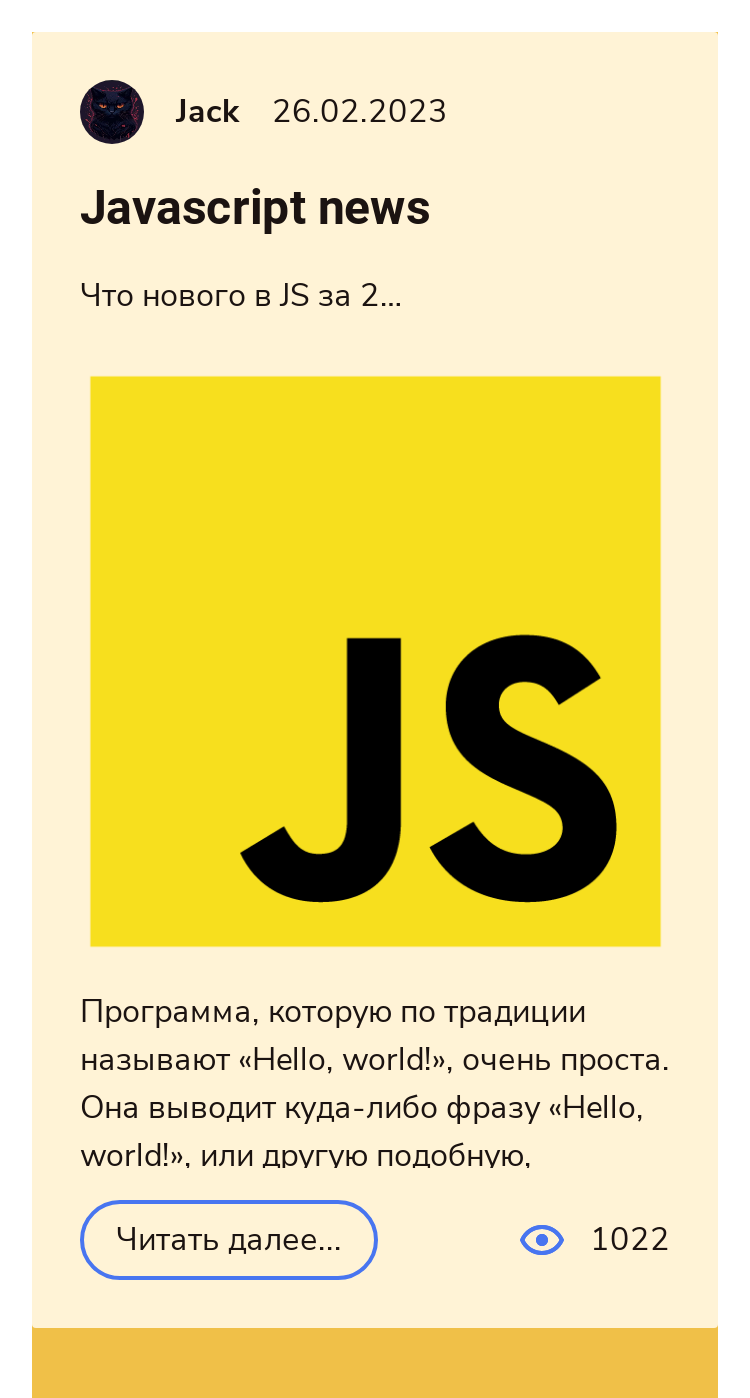 Jack 26.02.2023
Javascript news
Что нового в JS за 2...
JS
Программа, которую по традиции
называют «Hello, world!», очень проста.
Она выводит куда-либо фразу «Hello,
world!», или другую подобную,
Читать далее...
1022